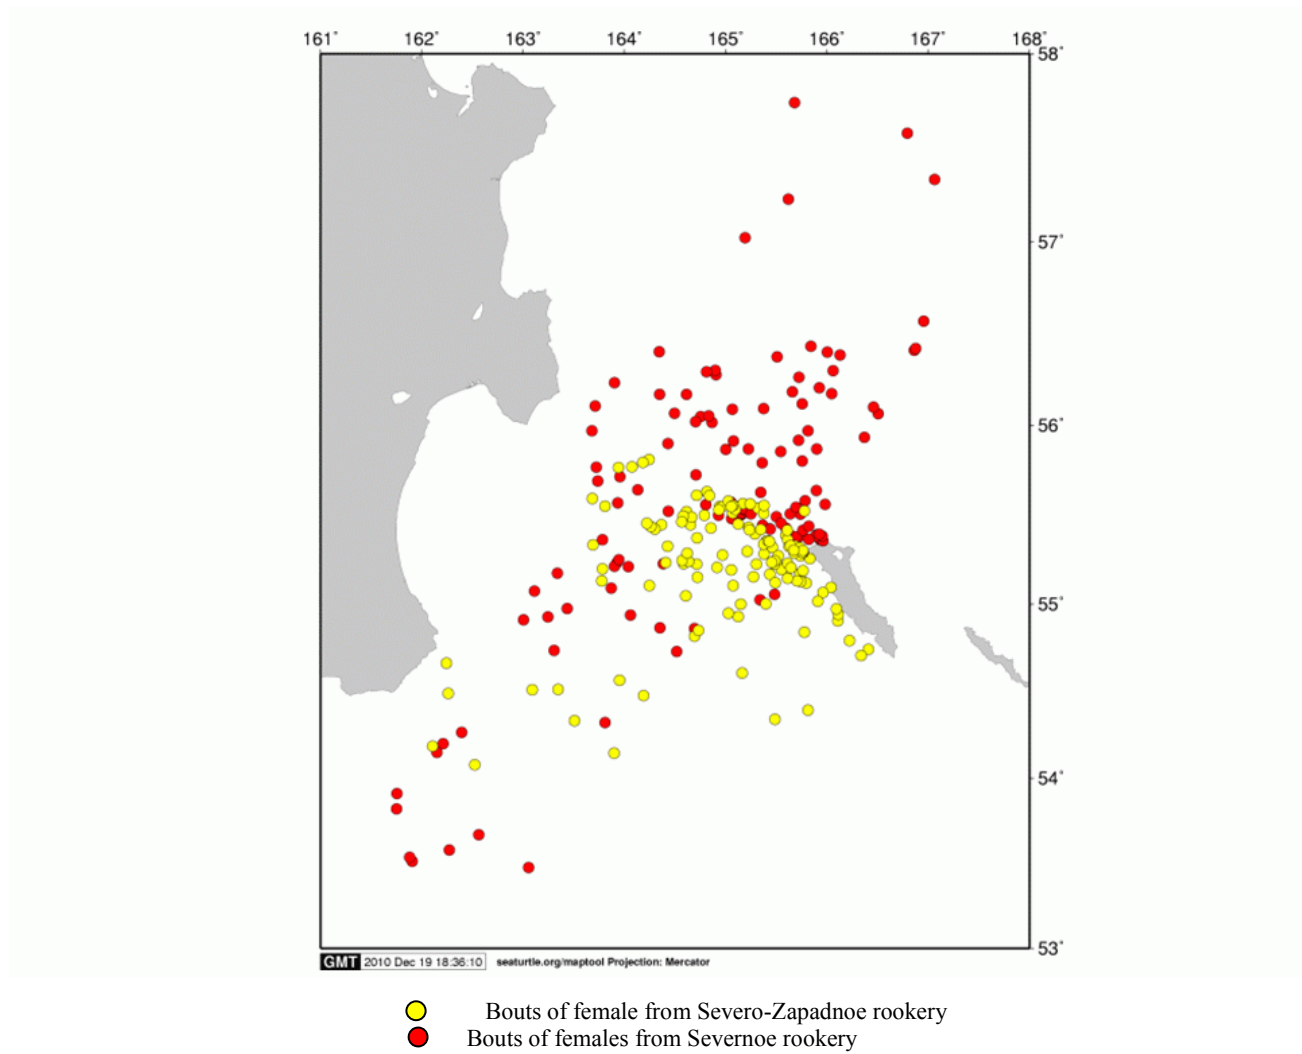 161° 162° 163° 164° 165° 166° 167° 168°
58°
57°
56°
55°
54°
53°
GMT 2010 Dec 19 18:36:10 seaturtle.org/maptool Projection: Mercator
Bouts of female from Severo-Zapadnoe rookery
Bouts of females from Severnoe rookery